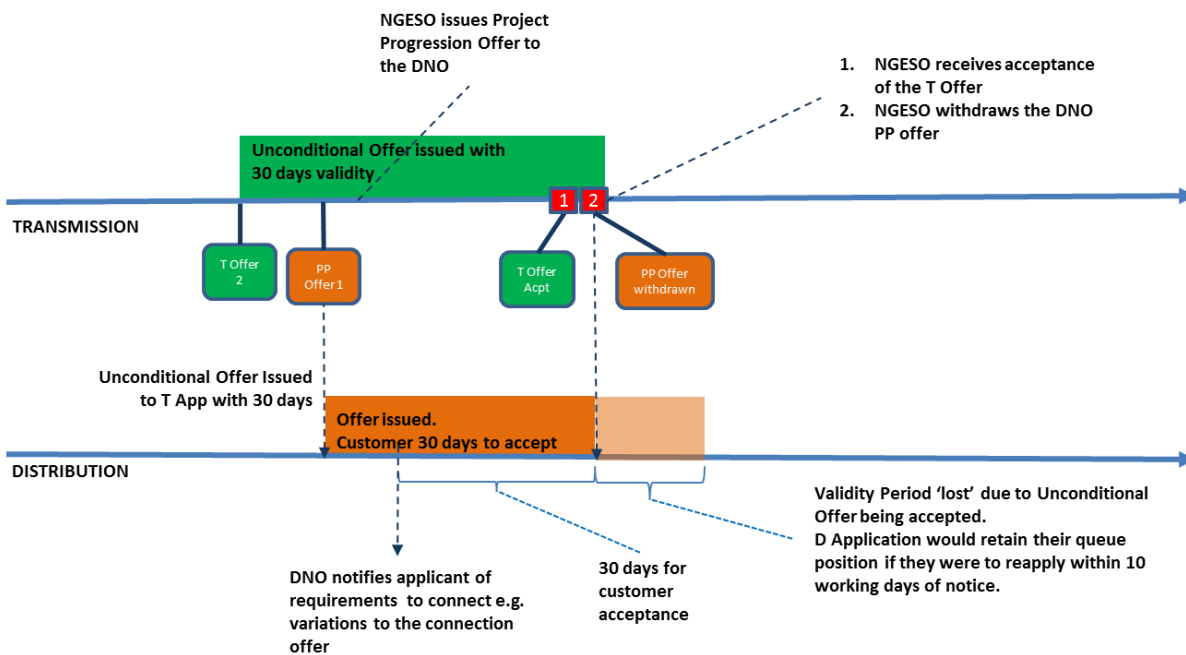 NGESO issues Project
Progression Offer to
the DNO
1. NGESO receives acceptance
of the T Offer
2. NGESO withdraws the DNO
PP offer
Unconditional Offer issued with
30 days validity
1
2
TRANSMISSION
T Offer
2
PP
Offer 1
T Offer
Acpt
PP Offer
withdrawn
Unconditional Offer Issued
to T App with 30 days
Offer issued.
Customer 30 days to accept
DISTRIBUTION
Validity Period ‘lost’ due to Unconditional
Offer being accepted.
D Application would retain their queue
position if they were to reapply within 10
working days of notice.
30 days for
customer
acceptance
DNO notifies applicant of
requirements to connect e.g.
variations to the connection
offer